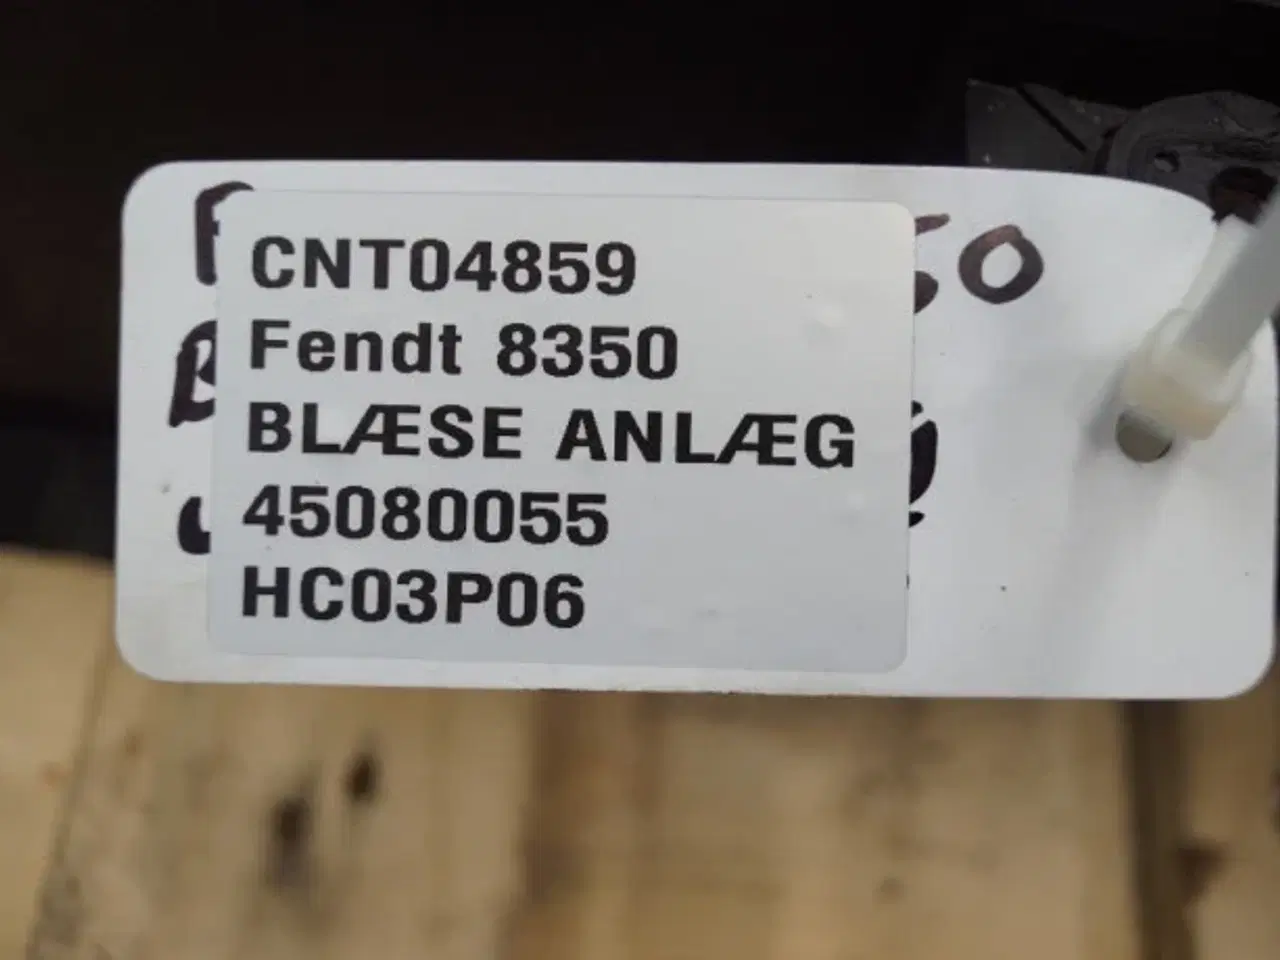 CNT04859
Fendt 8350
BLÆSE ANLÆG
45080055
HC03P06